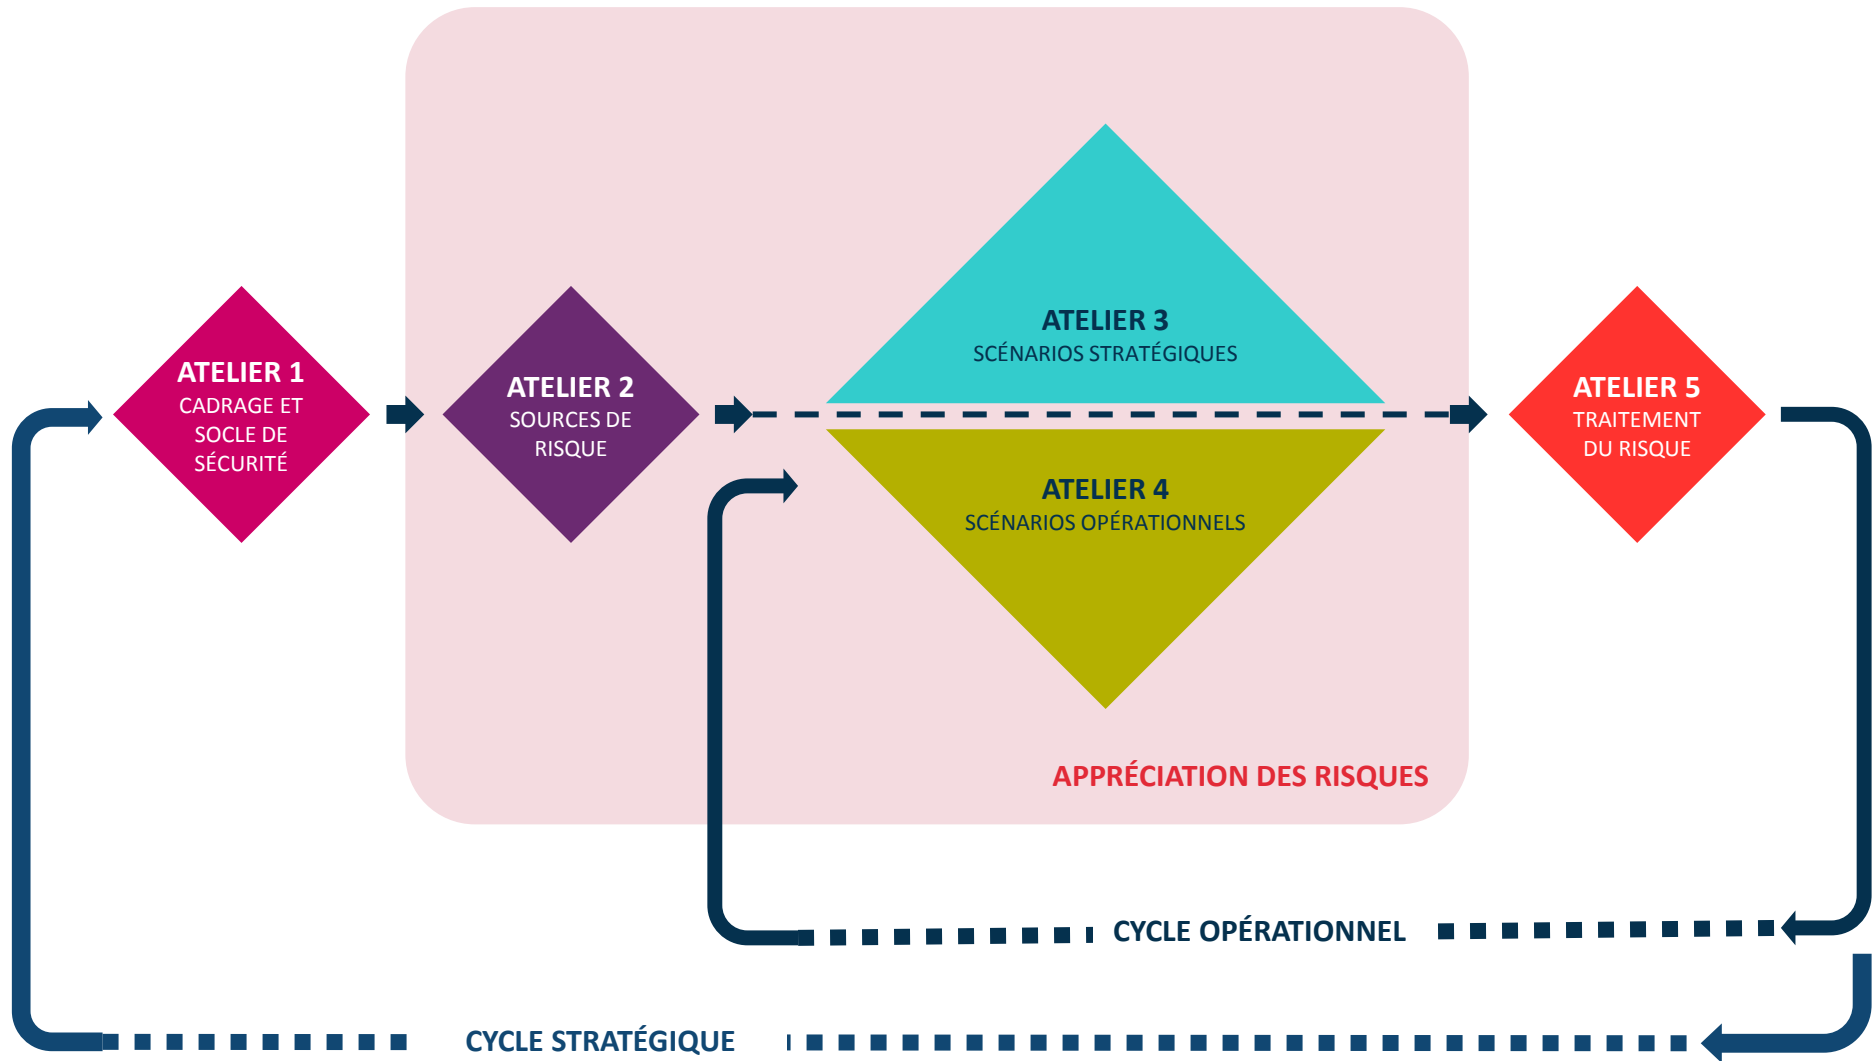 ATELIER 1
CADRAGE ET
SOCLE DE
SÉCURITÉ
ATELIER 2
SOURCES DE
RISQUE
ATELIER 3
SCÉNARIOS STRATÉGIQUES
ATELIER 4
SCÉNARIOS OPÉRATIONNELS
ATELIER 5
TRAITEMENT
DU RISQUE
APPRÉCIATION DES RISQUES
CYCLE OPÉRATIONNEL
CYCLE STRATÉGIQUE